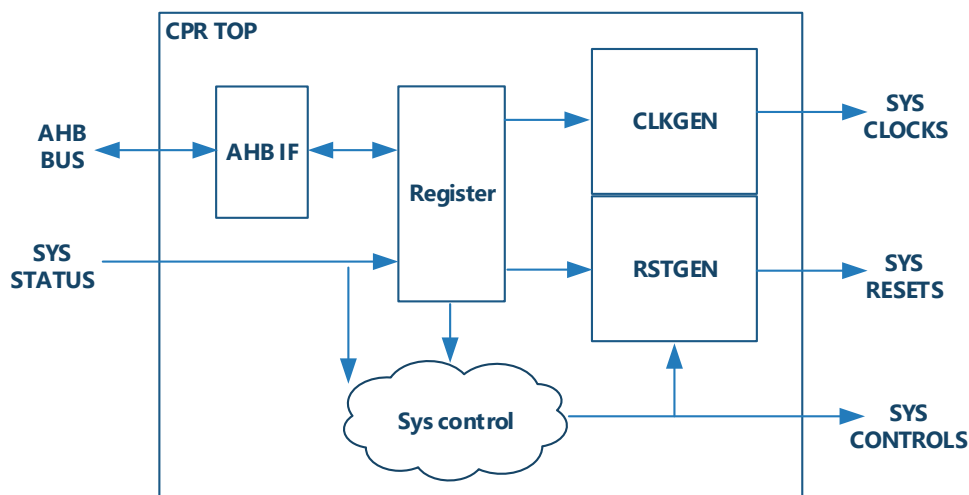 CPR TOP
AHB
BUS
AHB IF
Register
CLKGEN
SYS
CLOCKS
SYS
STATUS
RSTGEN
SYS
RESETS
Sys control
SYS
CONTROLS